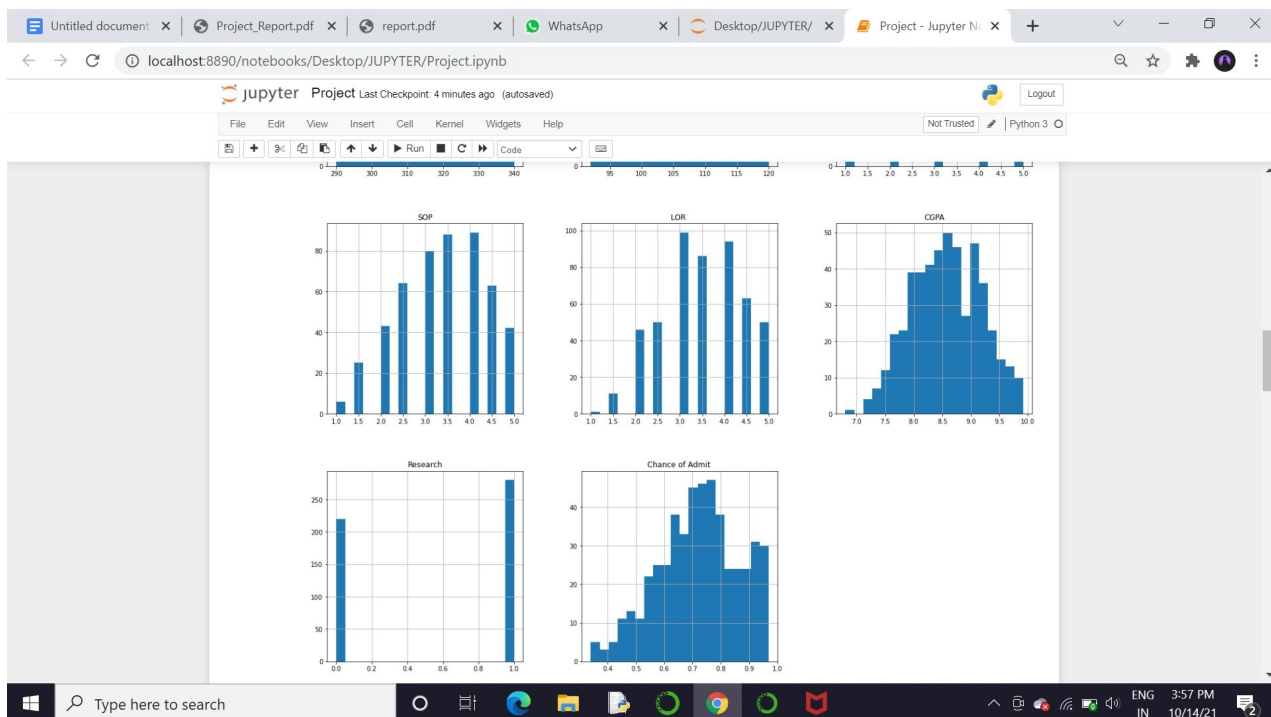 Untitled document Project_Report.pdf report.pdf WhatsApp Desktop/JUPYTER/ Project - Jupyter No
localhost:8890/notebooks/Desktop/JUPYTER/Project.ipynb
jupyter Project Last Checkpoint: 4 minutes ago (autosaved) Logout
File Edit View Insert Cell Kernel Widgets Help Not Trusted Python 3
Run Code
0 0 0
290 300 310 320 330 340 95 100 105 110 115 120 1.0 1.5 2.0 2.5 3.0 3.5 4.0 4.5 5.0
SOP LOR CGPA
80
60
40
20
0
1.0 1.5 2.0 2.5 3.0 3.5 4.0 4.5 5.0
100
80
60
40
20
0
1.0 1.5 2.0 2.5 3.0 3.5 4.0 4.5 5.0
50
40
30
20
10
0
7.0 7.5 8.0 8.5 9.0 9.5 10.0
Research Chance of Admit
250
200
150
100
50
0
0.0 0.2 0.4 0.6 0.8 1.0
40
30
20
10
0
0.4 0.5 0.6 0.7 0.8 0.9 1.0
Type here to search ENG 3:57 PM
IN 10/14/21 2